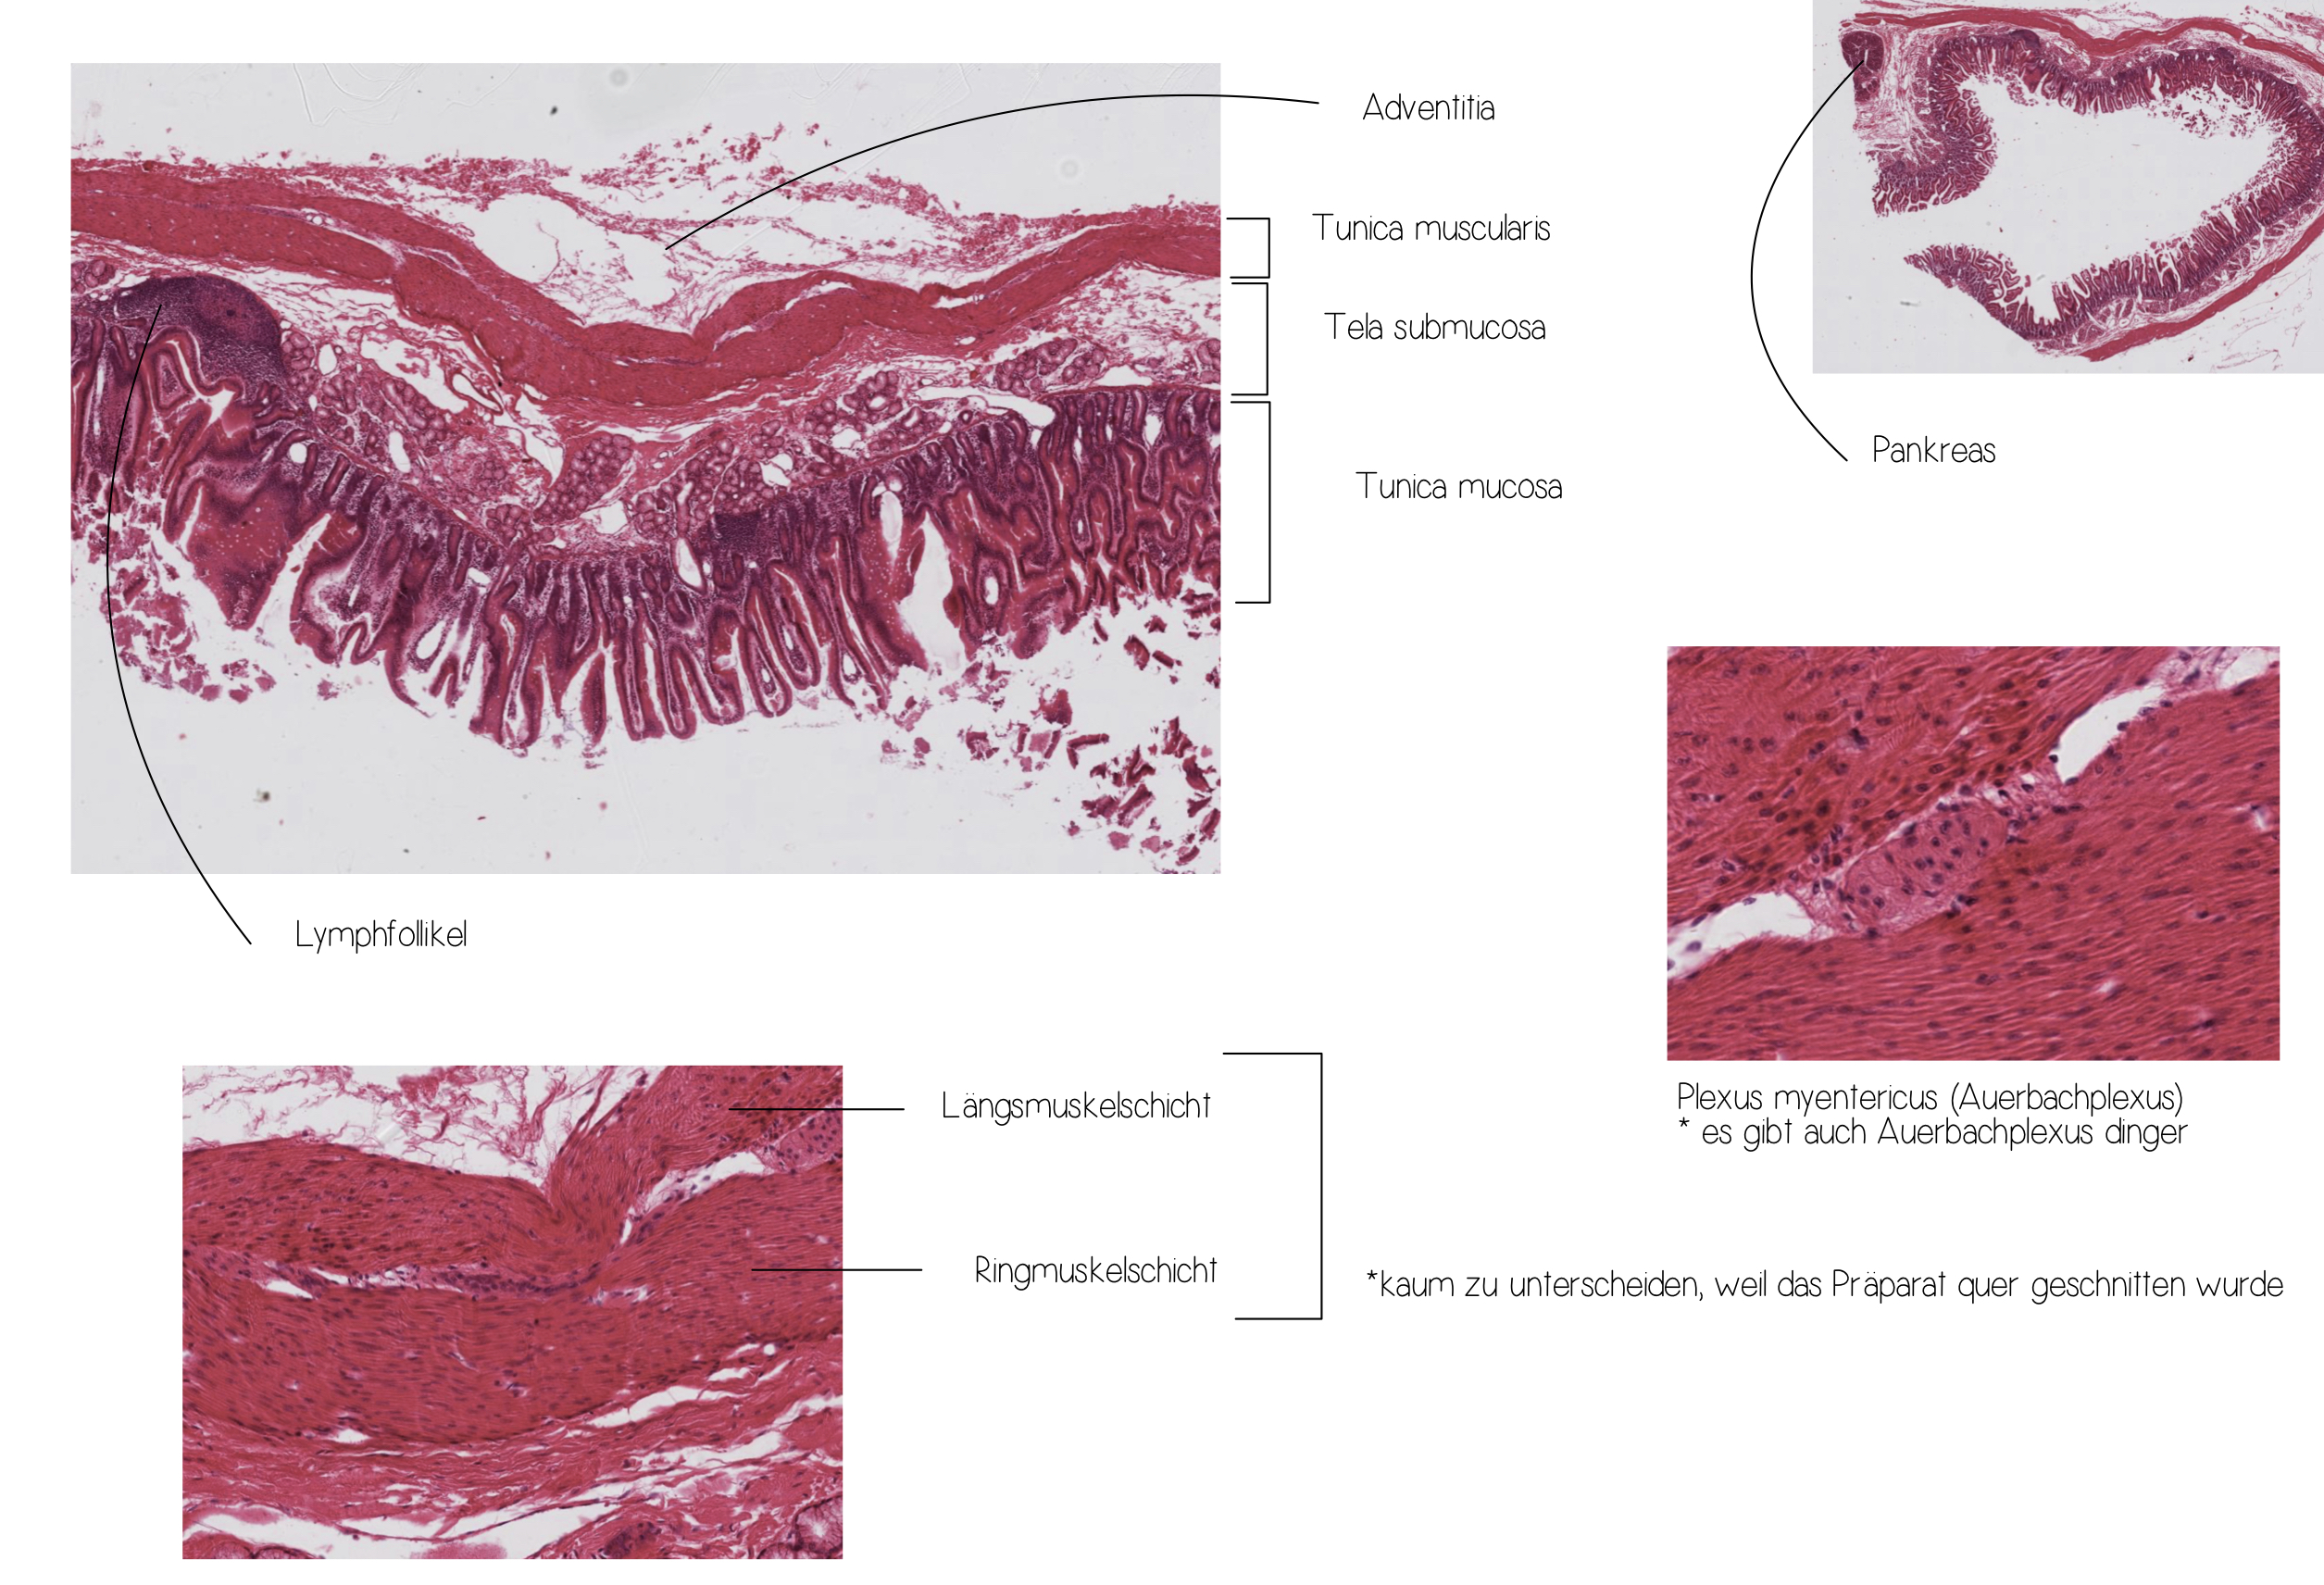 Adventitia
Tunica muscularis
Tela submucosa
Tunica mucosa
Pankreas
Lymphfollikel
Längsmuskelschicht
Ringmuskelschicht
Plexus myentericus (Auerbachplexus)
* es gibt auch Auerbachplexus dinger
*kaum zu unterscheiden, weil das Präparat quer geschnitten wurde